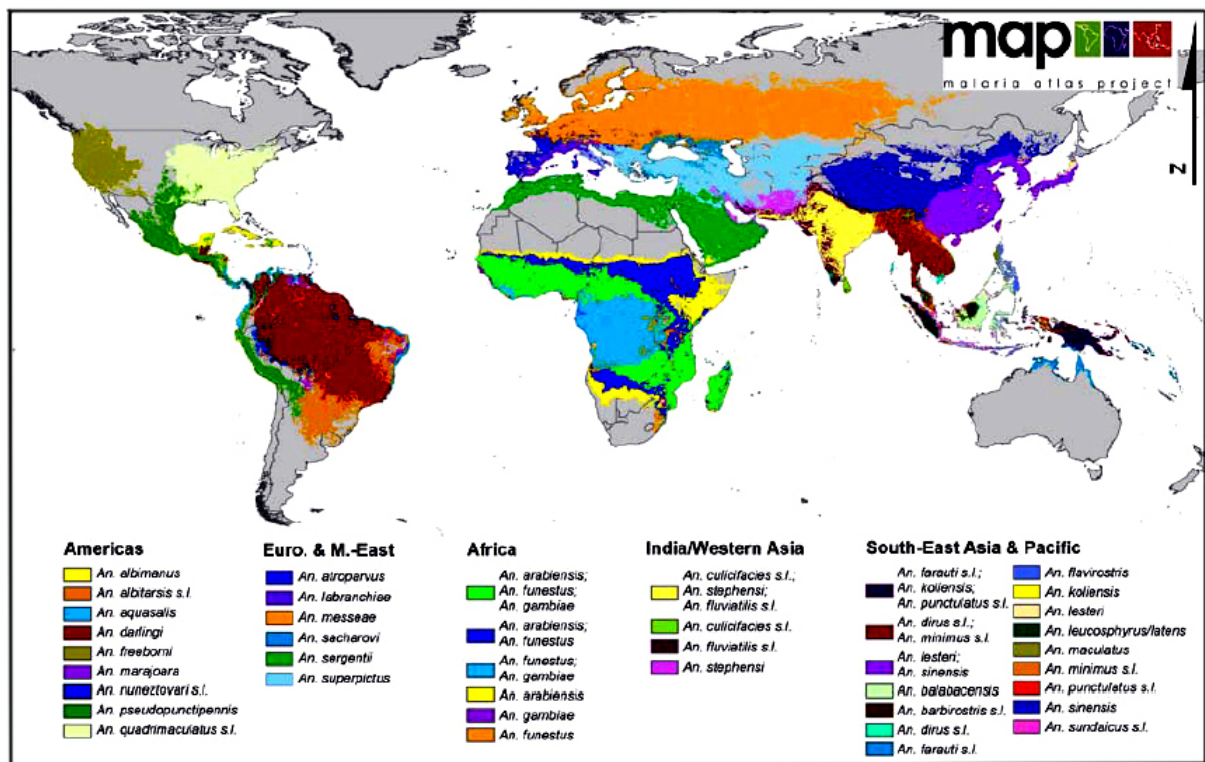 map
malaria atlas project
N
Americas
An. albimanus
An. albitarsis s.l.
An. aquasalis
An. darlingi
An. freeborni
An. marajoara
An. nuneztovari s.l.
An. pseudopunctipennis
An. quadrimaculatus s.l.
Euro. & M.-East
An. atroparvus
An. labranchiae
An. messeae
An. sacharovi
An. sergentii
An. superpictus
Africa
An. arabiensis;
An. funestus;
An. gambiae
An. arabiensis;
An. funestus
An. funestus;
An. gambiae
An. arabiensis
An. gambiae
An. funestus
India/Western Asia
An. culicifacies s.l.;
An. stephensi;
An. fluviatilis s.l.
An. culicifacies s.l.
An. fluviatilis s.l.
An. stephensi
South-East Asia & Pacific
An. farauti s.l.;
An. koliensis;
An. punctulatus s.l.
An. dirus s.l.;
An. minimus s.l.
An. lesteri;
An. sinensis
An. balabacensis
An. barbirostris s.l.
An. dirus s.l.
An. farauti s.l.
An. flavirostris
An. koliensis
An. lesteri
An. leucosphyrus/latens
An. maculatus
An. minimus s.l.
An. punctulatus s.l.
An. sinensis
An. sundaicus s.l.